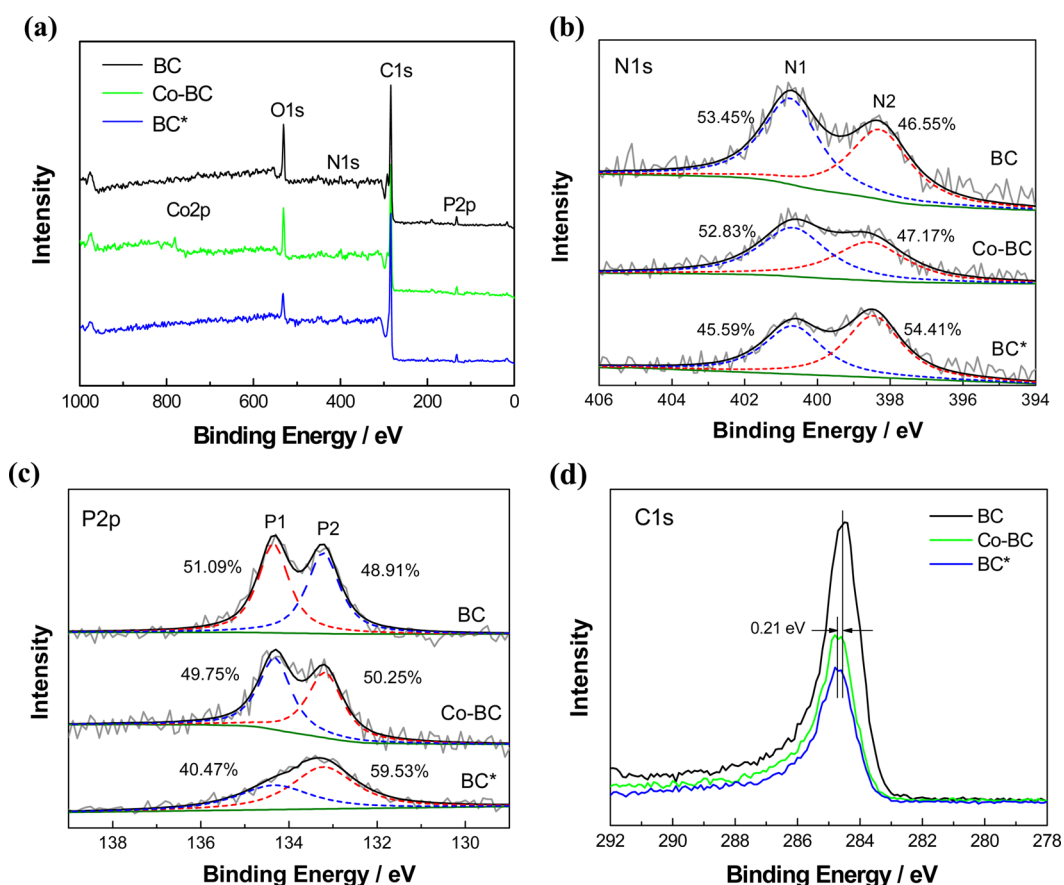 (a)
BC
Co-BC
BC*
C1s
O1s
N1s
P2p
Co2p
Intensity
1000 800 600 400 200 0
Binding Energy / eV
(b)
N1s
N1
N2
53.45%
46.55%
BC
52.83%
47.17%
Co-BC
45.59%
54.41%
BC*
Intensity
406 404 402 400 398 396 394
Binding Energy / eV
(c)
P2p
P1 P2
51.09%
48.91%
BC
49.75%
50.25%
Co-BC
40.47%
59.53%
BC*
Intensity
138 136 134 132 130
Binding Energy / eV
(d)
C1s
BC
Co-BC
BC*
0.21 eV
Intensity
292 290 288 286 284 282 280 278
Binding Energy / eV